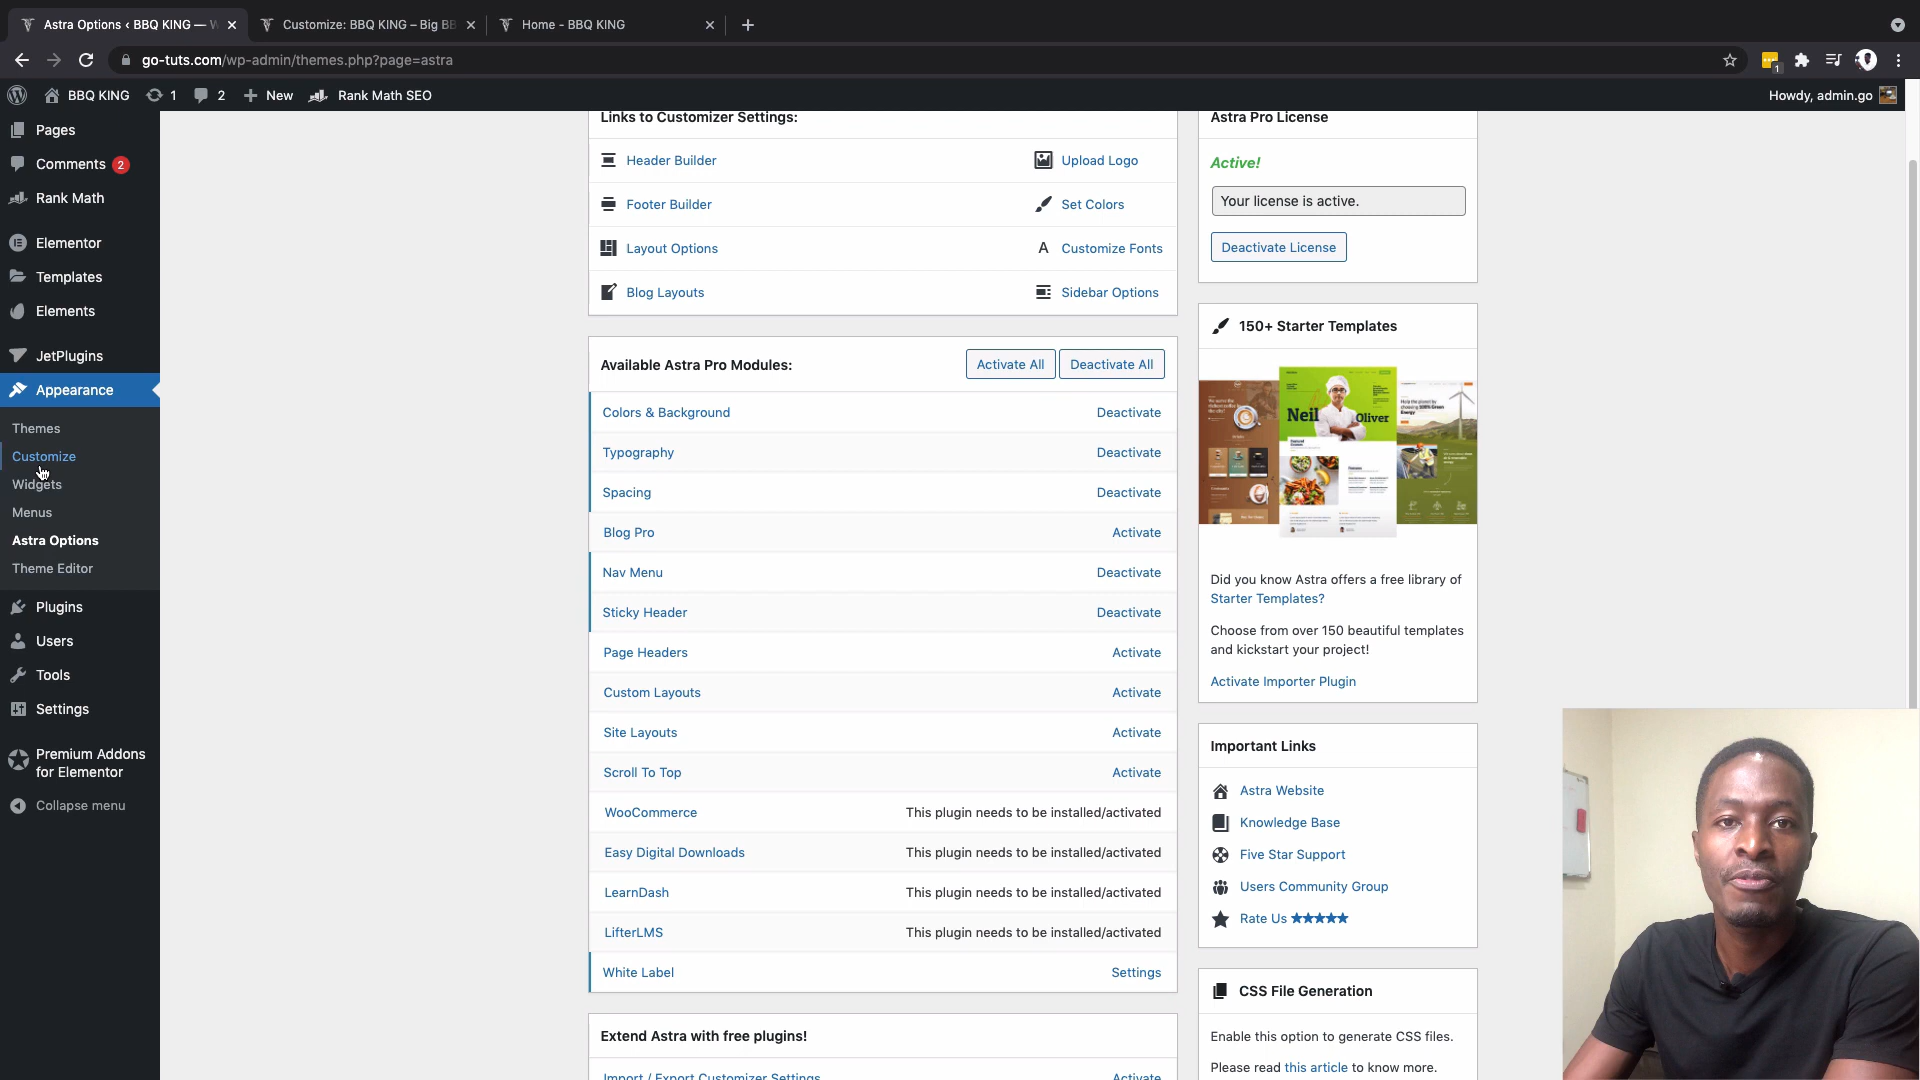 Astra Options ‹ BBQ KING — W
Customize: BBQ KING – Big BB
Home - BBQ KING
go-tuts.com/wp-admin/themes.php?page=astra
1
BBQ KING
1
2
New
Rank Math SEO
Howdy, admin.go
Pages
Comments 2
Rank Math
Elementor
Templates
Elements
JetPlugins
Appearance
Themes
Customize
Widgets
Menus
Astra Options
Theme Editor
Plugins
Users
Tools
Settings
Premium Addons
for Elementor
Collapse menu
Links to Customizer Settings:
Header Builder
Upload Logo
Footer Builder
Set Colors
Layout Options
A Customize Fonts
Blog Layouts
Sidebar Options
Available Astra Pro Modules:
Activate All
Deactivate All
Colors & Background Deactivate
Typography Deactivate
Spacing Deactivate
Blog Pro Activate
Nav Menu Deactivate
Sticky Header Deactivate
Page Headers Activate
Custom Layouts Activate
Site Layouts Activate
Scroll To Top Activate
WooCommerce This plugin needs to be installed/activated
Easy Digital Downloads This plugin needs to be installed/activated
LearnDash This plugin needs to be installed/activated
LifterLMS This plugin needs to be installed/activated
White Label Settings
Extend Astra with free plugins!
Import / Export Customizer Settings Activate
Astra Pro License
Active!
Your license is active.
Deactivate License
150+ Starter Templates
Neil
Oliver
Did you know Astra offers a free library of
Starter Templates?
Choose from over 150 beautiful templates
and kickstart your project!
Activate Importer Plugin
Important Links
Astra Website
Knowledge Base
Five Star Support
Users Community Group
Rate Us ★★★★★
CSS File Generation
Enable this option to generate CSS files.
Please read this article to know more.